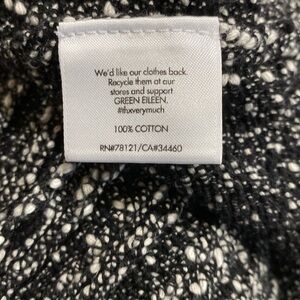 We'd like our clothes back.
Recycle them at our
stores and support
GREEN EILEEN.
#thxverymuch
100% COTTON
RN#78121/CA#34460